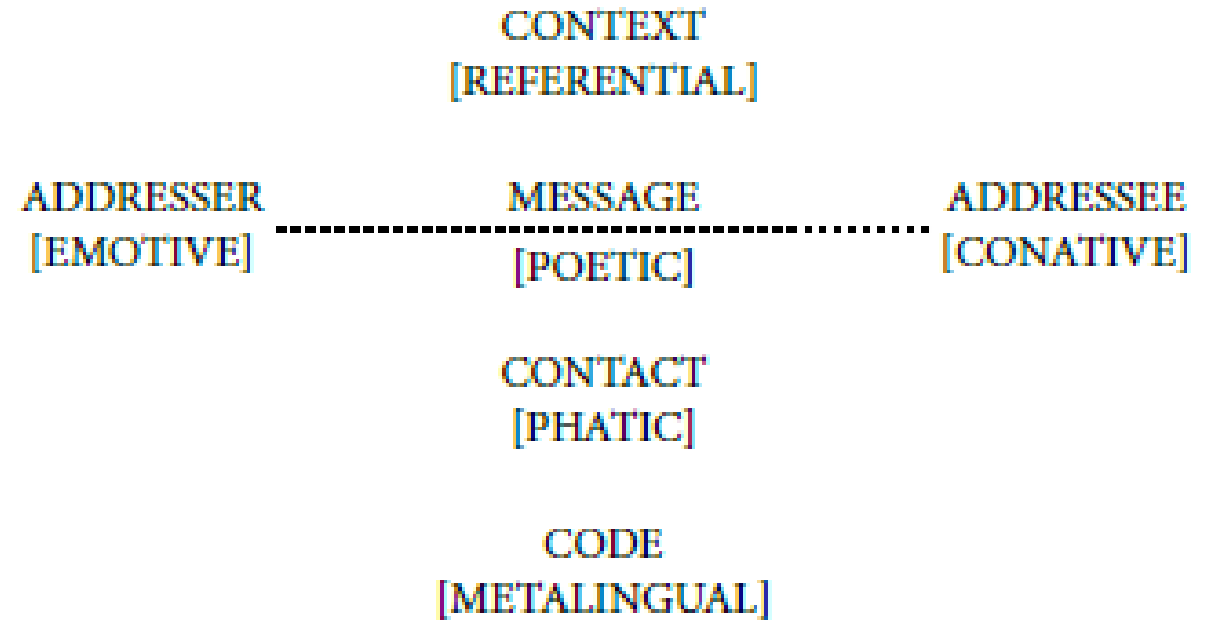 CONTEXT
[REFERENTIAL]
ADDRESSER MESSAGE ADDRESSEE
[EMOTIVE] [POETIC] [CONATIVE]
CONTACT
[PHATIC]
CODE
[METALINGUAL]